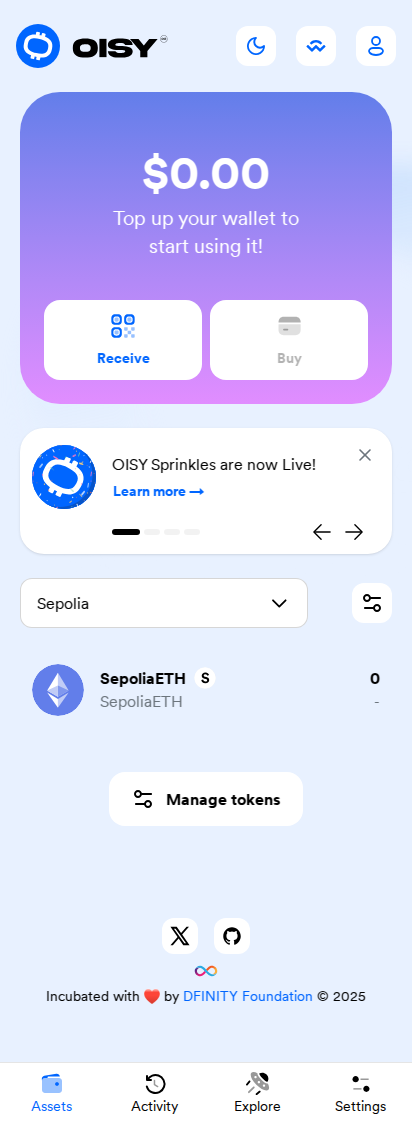 OISY
$0.00
Top up your wallet to
start using it!
Receive
Buy
OISY Sprinkles are now Live!
Learn more →
Sepolia
SepoliaETH S 0
SepoliaETH -
Manage tokens
Incubated with ❤️ by DFINITY Foundation © 2025
Assets
Activity
Explore
Settings